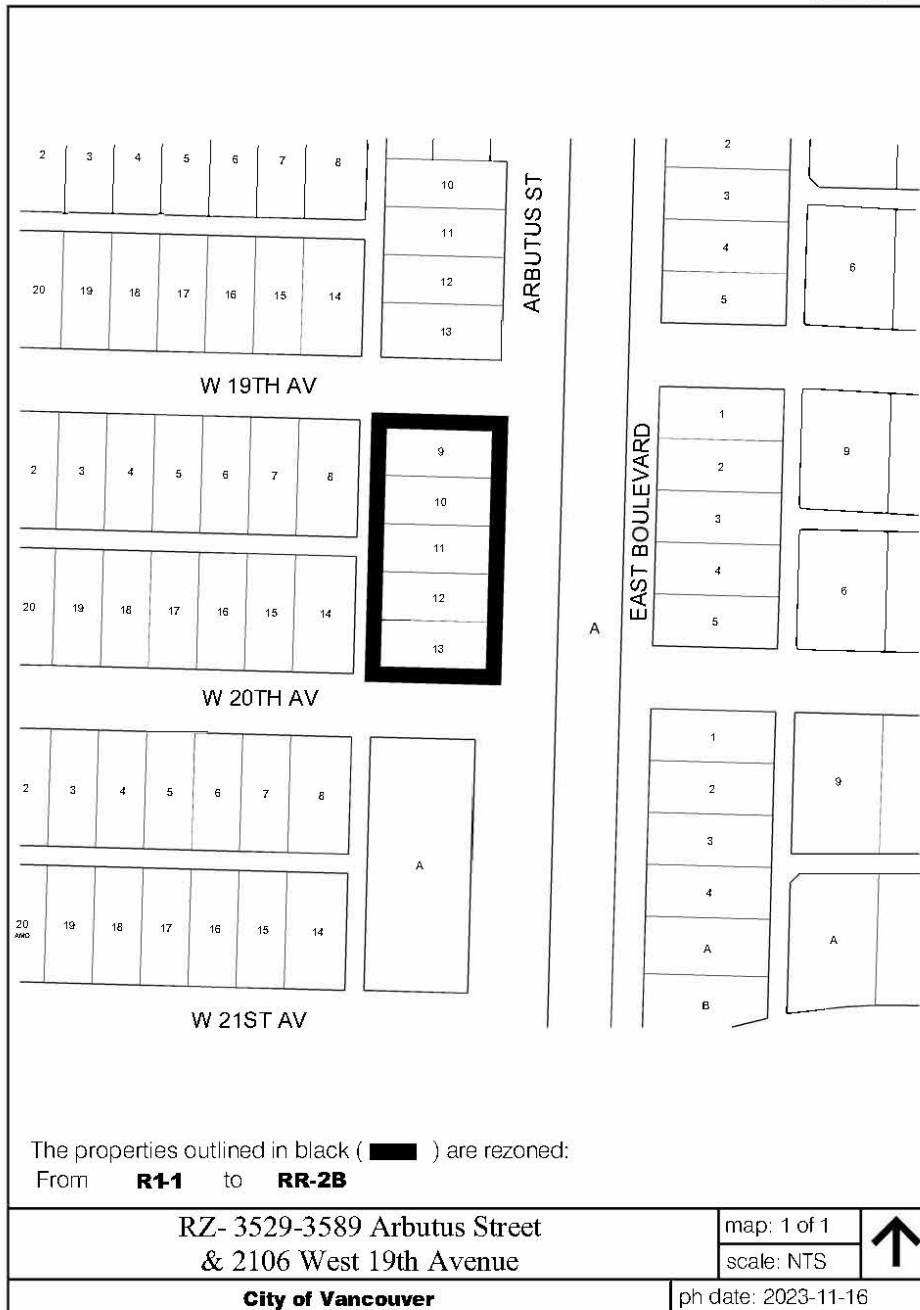 2 3 4 5 6 7 8
10
11
12
13
20 19 18 17 16 15 14
ARBUTUS ST
2
3
4
5
6
W 19TH AV
2 3 4 5 6 7 8
9
10
11
12
13
20 19 18 17 16 15 14
EAST BOULEVARD
A
1
2
3
4
5
9
6
W 20TH AV
2 3 4 5 6 7 8
A
20 19 18 17 16 15 14
AMD
1
2
3
4
A
B
9
A
W 21ST AV
The properties outlined in black ( ) are rezoned:
From R1-1 to RR-2B
RZ- 3529-3589 Arbutus Street
& 2106 West 19th Avenue
map: 1 of 1
scale: NTS
City of Vancouver
ph date: 2023-11-16